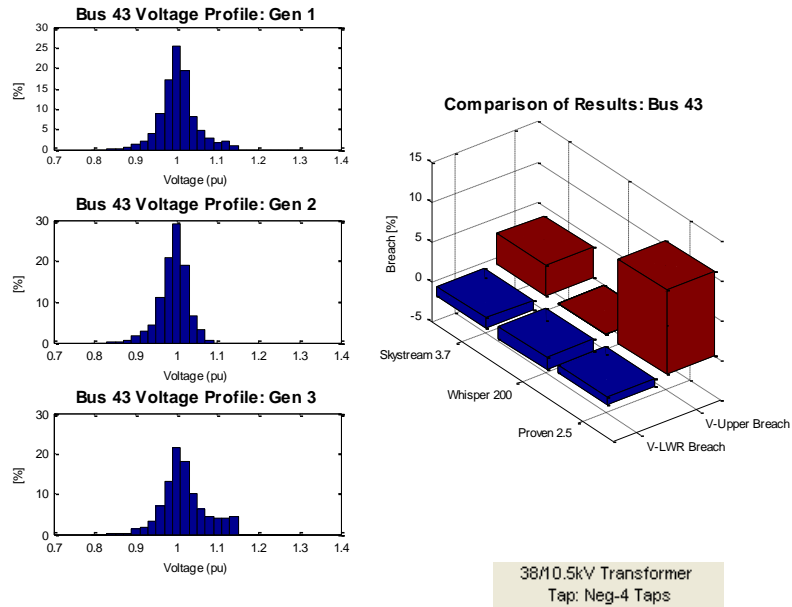 Bus 43 Voltage Profile: Gen 1
30
25
20
15
10
5
0
[%]
0.7 0.8 0.9 1 1.1 1.2 1.3 1.4
Voltage (pu)
Bus 43 Voltage Profile: Gen 2
30
20
10
0
[%]
0.7 0.8 0.9 1 1.1 1.2 1.3 1.4
Voltage (pu)
Bus 43 Voltage Profile: Gen 3
30
20
10
0
[%]
0.7 0.8 0.9 1 1.1 1.2 1.3 1.4
Voltage (pu)
Comparison of Results: Bus 43
15
10
5
0
-5
Breach [%]
Skystream 3.7
Whisper 200
Proven 2.5
V-LWR Breach
V-Upper Breach
38/10.5kV Transformer
Tap: Neg-4 Taps